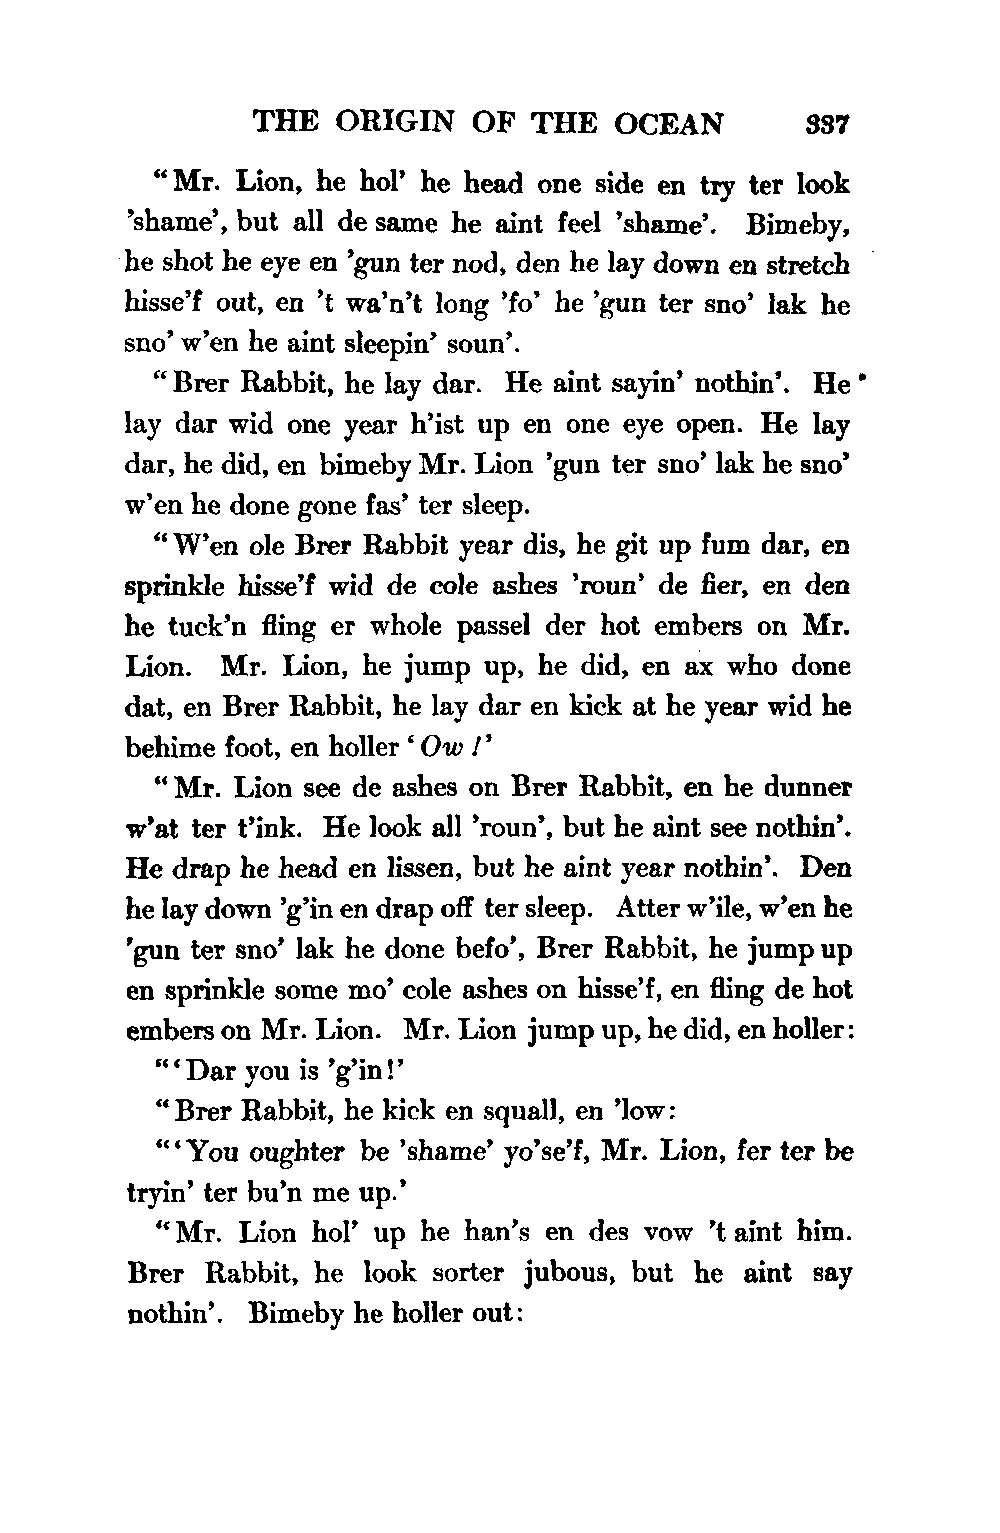 THE ORIGIN OF THE OCEAN 337
“Mr. Lion, he hol’ he head one side en try ter look
’shame’, but all de same he aint feel ’shame’. Bimeby,
he shot he eye en ’gun ter nod, den he lay down en stretch
hisse’f out, en ’t wa’n’t long ’fo’ he ’gun ter sno’ lak he
sno’ w’en he aint sleepin’ soun’.
“Brer Rabbit, he lay dar. He aint sayin’ nothin’. He
lay dar wid one year h’ist up en one eye open. He lay
dar, he did, en bimeby Mr. Lion ’gun ter sno’ lak he sno’
w’en he done gone fas’ ter sleep.
“W’en ole Brer Rabbit year dis, he git up fum dar, en
sprinkle hisse’f wid de cole ashes ’roun’ de fier, en den
he tuck’n fling er whole passel der hot embers on Mr.
Lion. Mr. Lion, he jump up, he did, en ax who done
dat, en Brer Rabbit, he lay dar en kick at he year wid he
behime foot, en holler ‘Ow!’
“Mr. Lion see de ashes on Brer Rabbit, en he dunner
w’at ter t’ink. He look all ’roun’, but he aint see nothin’.
He drap he head en lissen, but he aint year nothin’. Den
he lay down ’g’in en drap off ter sleep. Atter w’ile, w’en he
’gun ter sno’ lak he done befo’, Brer Rabbit, he jump up
en sprinkle some mo’ cole ashes on hisse’f, en fling de hot
embers on Mr. Lion. Mr. Lion jump up, he did, en holler:
“‘Dar you is ’g’in!’
“Brer Rabbit, he kick en squall, en ’low:
“‘You oughter be ’shame’ yo’se’f, Mr. Lion, fer ter be
tryin’ ter bu’n me up.’
“Mr. Lion hol’ up he han’s en des vow ’t aint him.
Brer Rabbit, he look sorter jubous, but he aint say
nothin’. Bimeby he holler out: